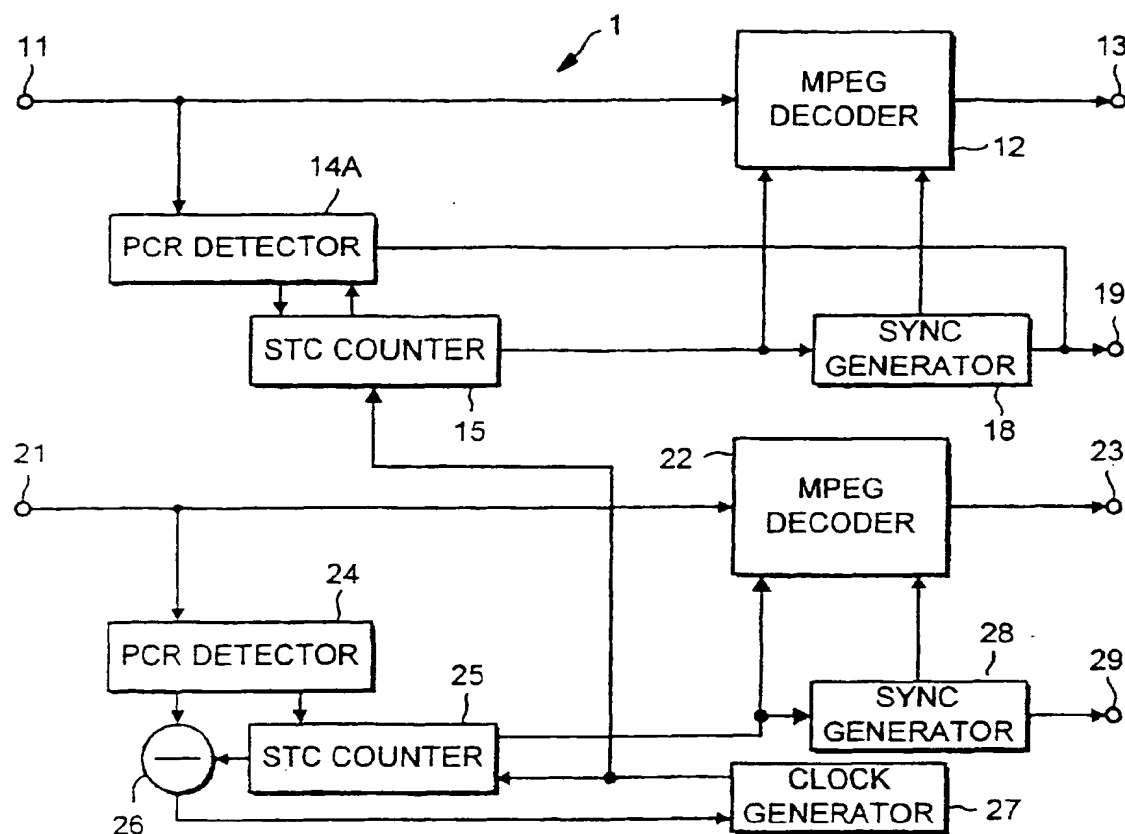 1
11
MPEG
DECODER
13
12
14A
PCR DETECTOR
19
STC COUNTER
SYNC
GENERATOR
15
18
21
22
MPEG
DECODER
23
24
PCR DETECTOR
25
28
29
SYNC
GENERATOR
STC COUNTER
26
CLOCK
GENERATOR
27